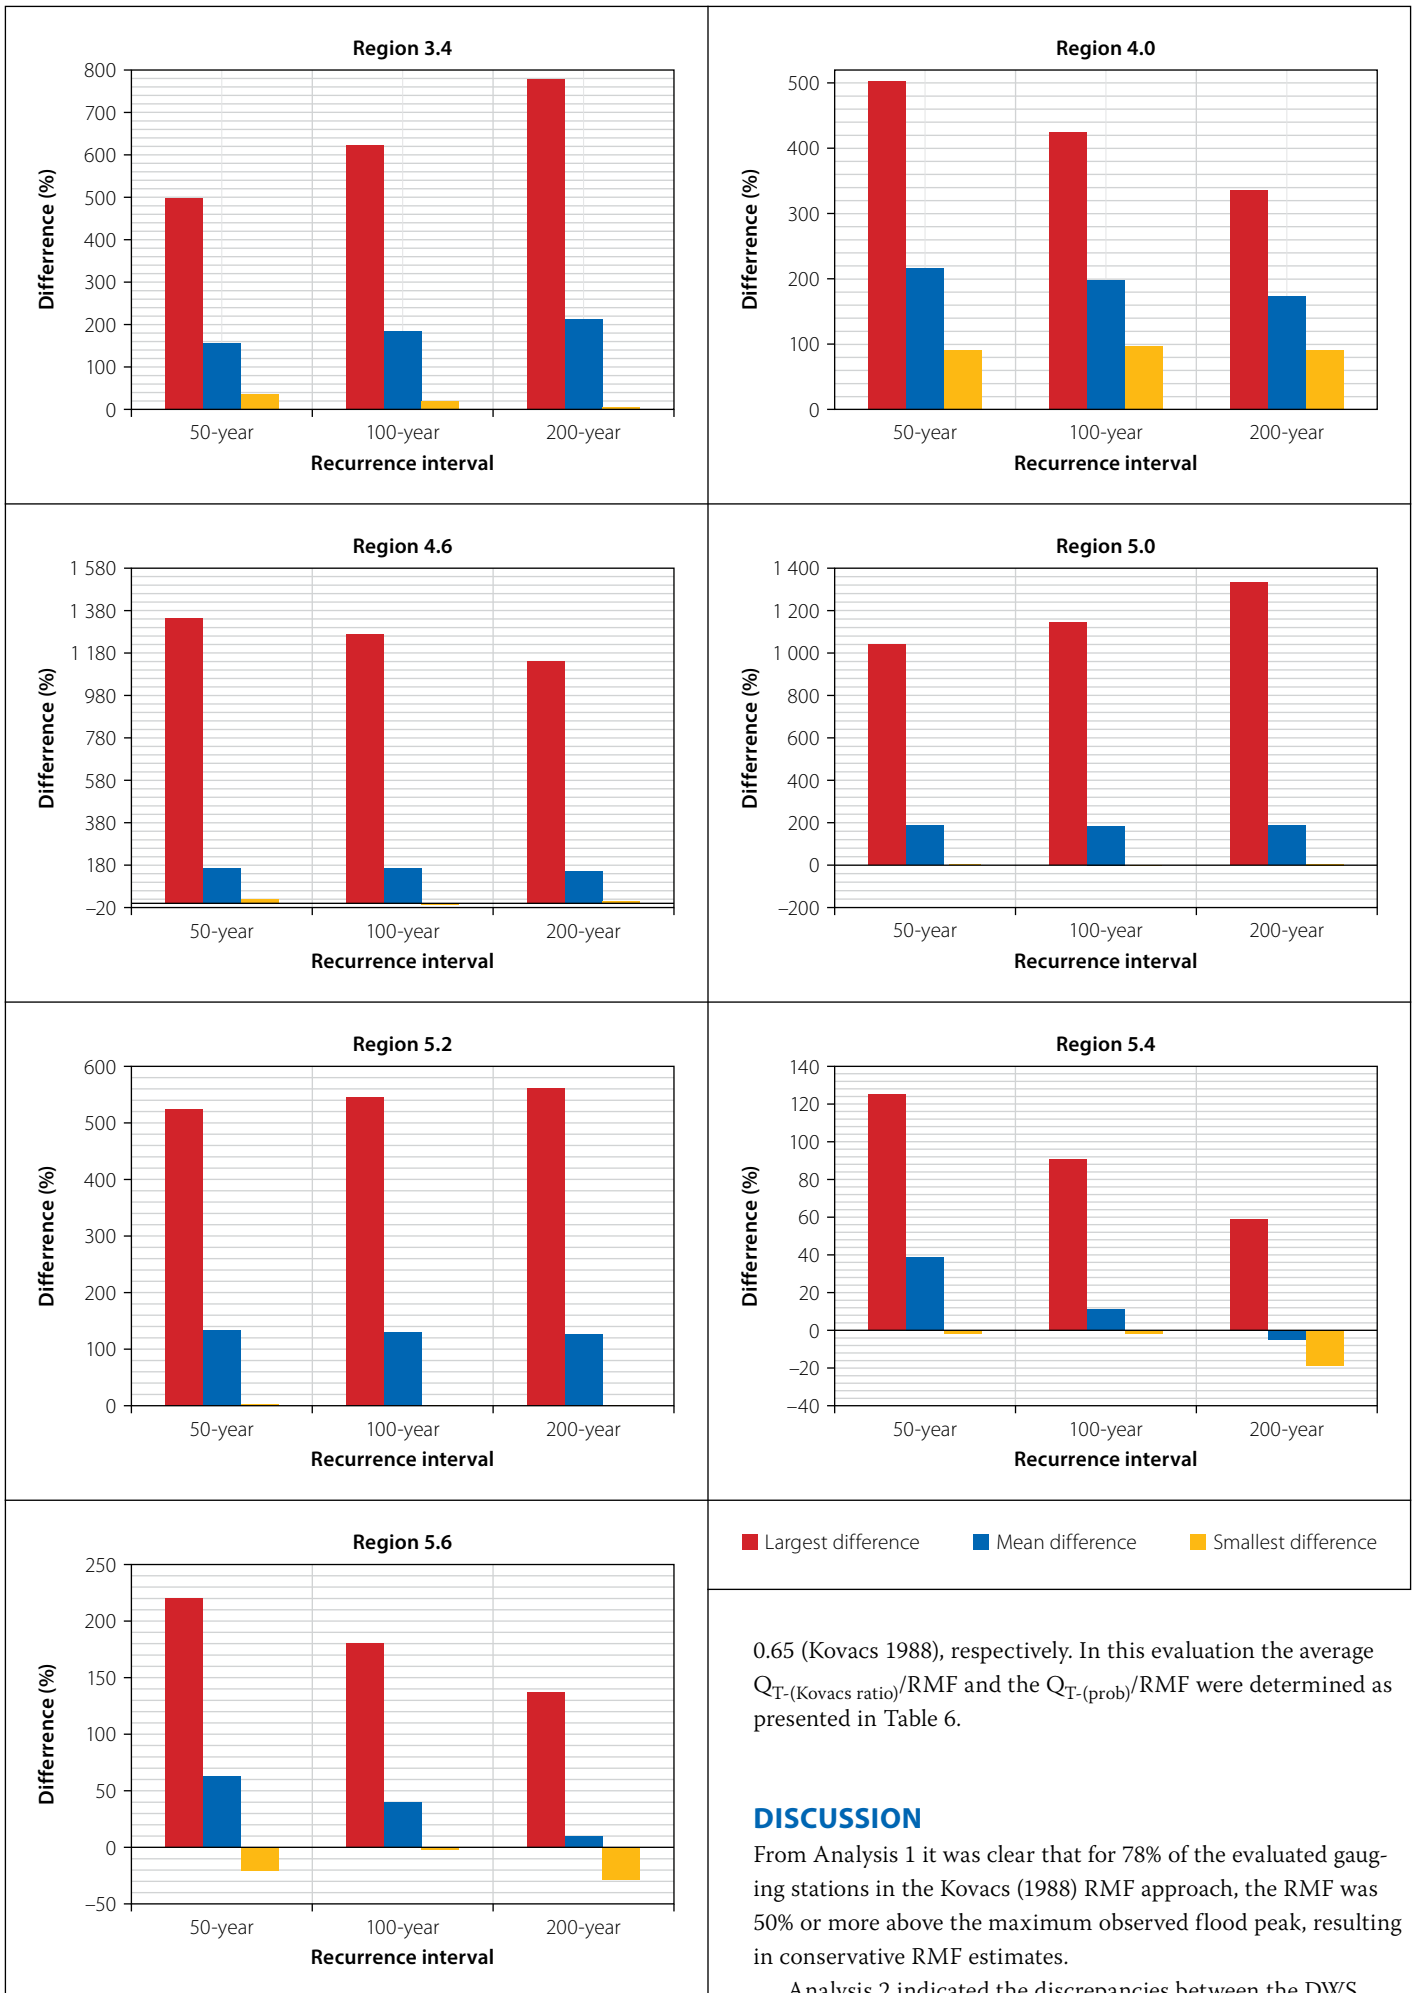 Region 3.4
Differrence (%)
800
700
600
500
400
300
200
100
0
50-year 100-year 200-year
Recurrence interval
Region 4.0
Differrence (%)
500
400
300
200
100
0
50-year 100-year 200-year
Recurrence interval
Region 4.6
Differrence (%)
1 580
1 380
1 180
980
780
580
380
180
–20
50-year 100-year 200-year
Recurrence interval
Region 5.0
Differrence (%)
1 400
1 200
1 000
800
600
400
200
0
–200
50-year 100-year 200-year
Recurrence interval
Region 5.2
Differrence (%)
600
500
400
300
200
100
0
50-year 100-year 200-year
Recurrence interval
Region 5.4
Differrence (%)
140
120
100
80
60
40
20
0
–20
–40
50-year 100-year 200-year
Recurrence interval
Region 5.6
Differrence (%)
250
200
150
100
50
0
–50
50-year 100-year 200-year
Recurrence interval
Largest difference Mean difference Smallest difference
0.65 (Kovacs 1988), respectively. In this evaluation the average
QT-(Kovacs ratio)/RMF and the QT-(prob)/RMF were determined as
presented in Table 6.
DISCUSSION
From Analysis 1 it was clear that for 78% of the evaluated gaug-
ing stations in the Kovacs (1988) RMF approach, the RMF was
50% or more above the maximum observed flood peak, resulting
in conservative RMF estimates.
Analysis 2 indicated the discrepancies between the DWS